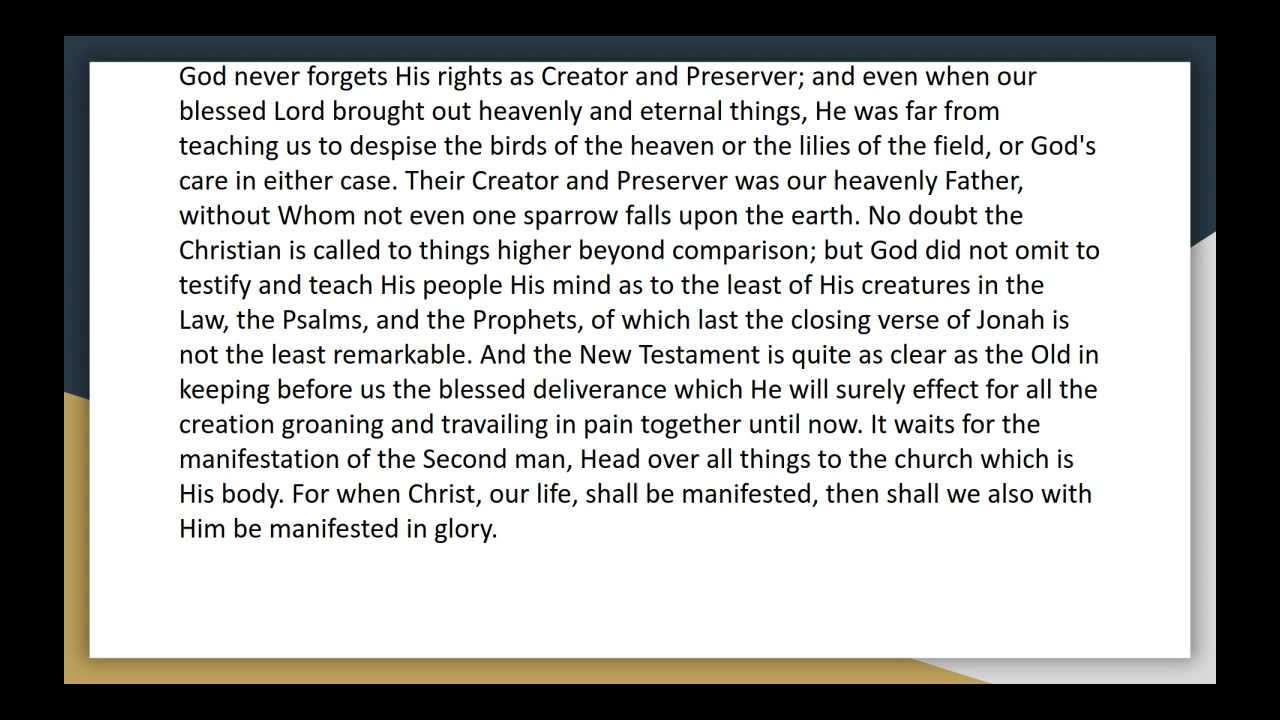 God never forgets His rights as Creator and Preserver; and even when our
blessed Lord brought out heavenly and eternal things, He was far from
teaching us to despise the birds of the heaven or the lilies of the field, or God's
care in either case. Their Creator and Preserver was our heavenly Father,
without Whom not even one sparrow falls upon the earth. No doubt the
Christian is called to things higher beyond comparison; but God did not omit to
testify and teach His people His mind as to the least of His creatures in the
Law, the Psalms, and the Prophets, of which last the closing verse of Jonah is
not the least remarkable. And the New Testament is quite as clear as the Old in
keeping before us the blessed deliverance which He will surely effect for all the
creation groaning and travailing in pain together until now. It waits for the
manifestation of the Second man, Head over all things to the church which is
His body. For when Christ, our life, shall be manifested, then shall we also with
Him be manifested in glory.